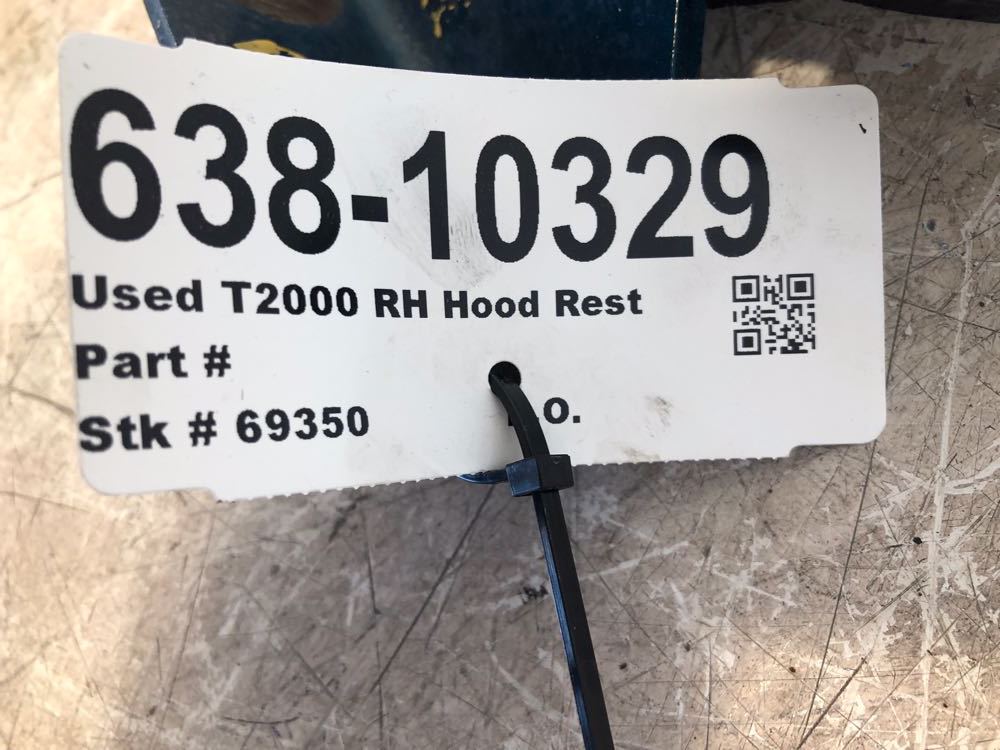 638-10329
Used T2000 RH Hood Rest
Part #
Stk # 69350 .O.